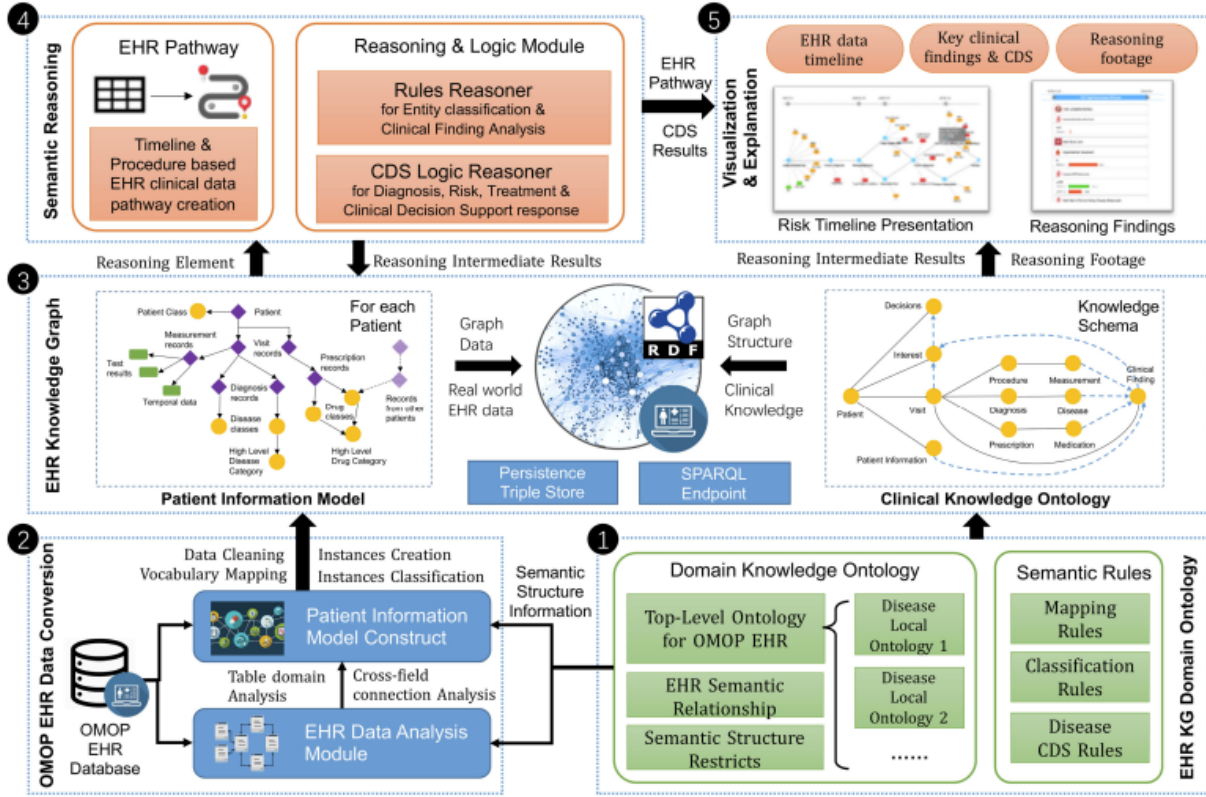 4
Semantic Reasoning
EHR Pathway
Timeline &
Procedure based
EHR clinical data
pathway creation
Reasoning & Logic Module
Rules Reasoner
for Entity classification &
Clinical Finding Analysis
CDS Logic Reasoner
for Diagnosis, Risk, Treatment &
Clinical Decision Support response
EHR
Pathway
CDS
Results
5
Visualization
& Explanation
EHR data
timeline
Key clinical
findings & CDS
Reasoning
footage
Risk Timeline Presentation
Reasoning Findings
Reasoning Element
Reasoning Intermediate Results
Reasoning Intermediate Results
Reasoning Footage
3
EHR Knowledge Graph
For each
Patient
Patient Class
Patient
Measurement
records
Visit
records
Prescription
records
Test
results
Temporal data
Diagnosis
records
Drug
classes
Records
from other
patients
Disease
classes
High Level
Disease
Category
High Level
Drug Category
Patient Information Model
Graph
Data
Real world
EHR data
RDF
Graph
Structure
Clinical
Knowledge
Persistence
Triple Store
SPARQL
Endpoint
Knowledge
Schema
Decisions
Interest
Procedure
Measurement
Clinical
Finding
Patient
Visit
Diagnosis
Disease
Prescription
Medication
Patient Information
Clinical Knowledge Ontology
2
OMOP EHR Data Conversion
Data Cleaning
Vocabulary Mapping
Instances Creation
Instances Classification
Patient Information
Model Construct
Table domain
Analysis
Cross-field
connection Analysis
EHR Data Analysis
Module
OMOP
EHR
Database
Semantic
Structure
Information
1
EHR KG Domain Ontology
Domain Knowledge Ontology
Top-Level Ontology
for OMOP EHR
EHR Semantic
Relationship
Semantic Structure
Restricts
Disease
Local
Ontology 1
Disease
Local
Ontology 2
......
Semantic Rules
Mapping
Rules
Classification
Rules
Disease
CDS Rules